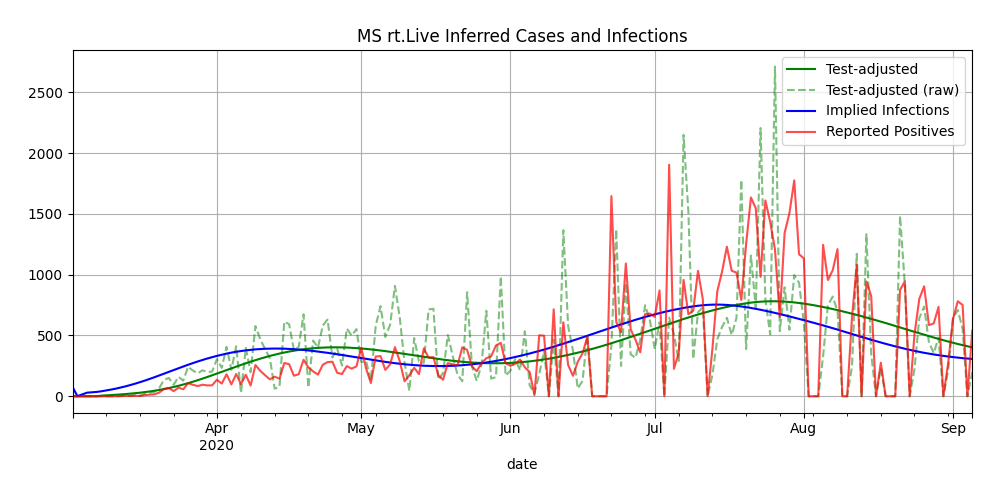 MS rt.Live Inferred Cases and Infections
Test-adjusted
Test-adjusted (raw)
Implied Infections
Reported Positives
2500
2000
1500
1000
500
0
Apr
2020
May
Jun
Jul
Aug
Sep
date